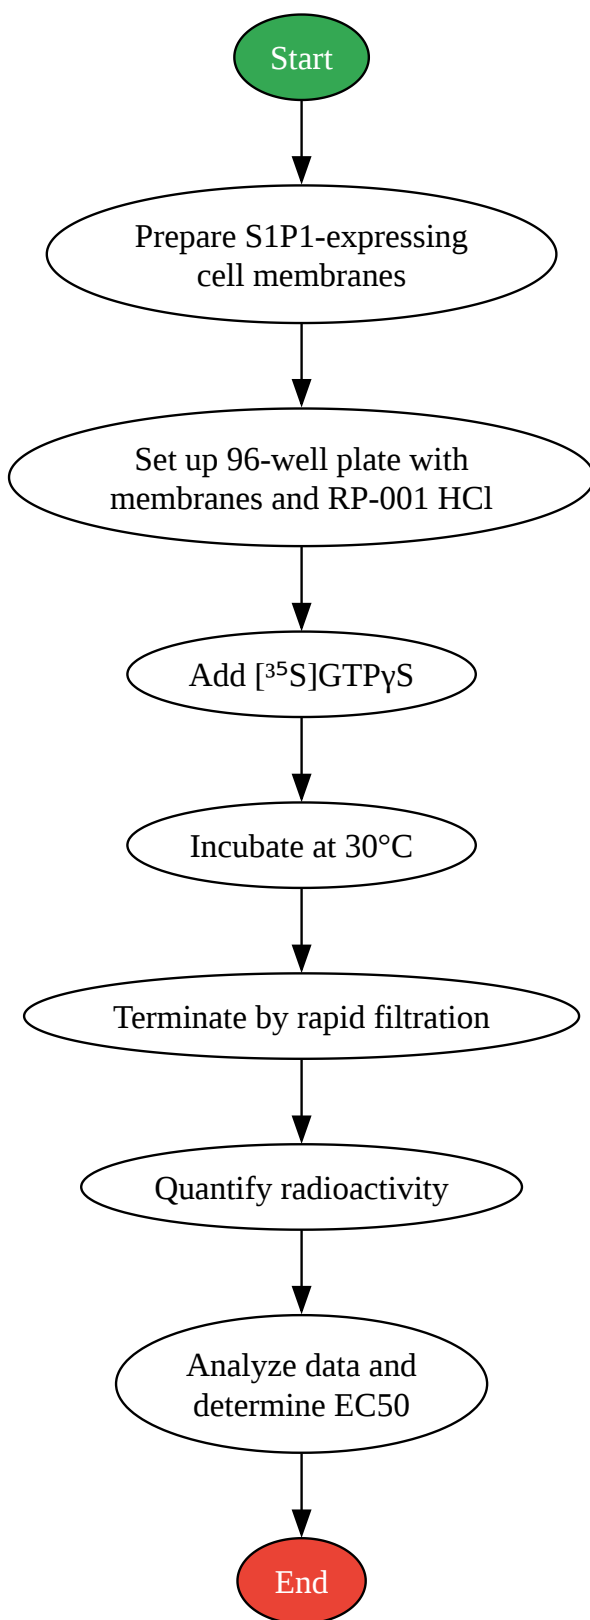 Start
Prepare S1P1-expressing
cell membranes
Set up 96-well plate with
membranes and RP-001 HCl
Add [³⁵S]GTPγS
Incubate at 30°C
Terminate by rapid filtration
Quantify radioactivity
Analyze data and
determine EC50
End